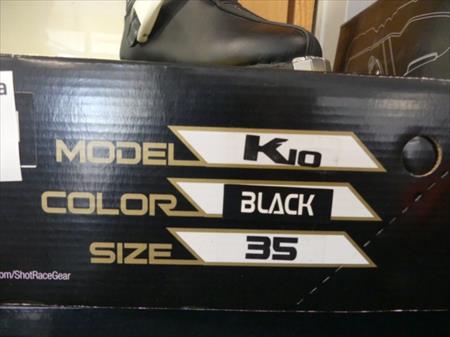 MODEL K10
COLOR BLACK
SIZE 35
.com/ShotRaceGear